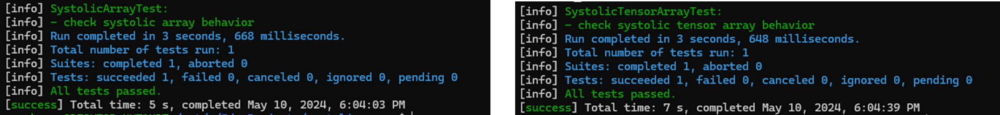 [info] SystolicArrayTest:
[info] - check systolic array behavior
[info] Run completed in 3 seconds, 668 milliseconds.
[info] Total number of tests run: 1
[info] Suites: completed 1, aborted 0
[info] Tests: succeeded 1, failed 0, canceled 0, ignored 0, pending 0
[info] All tests passed.
[success] Total time: 5 s, completed May 10, 2024, 6:04:03 PM
[info] SystolicTensorArrayTest:
[info] - check systolic tensor array behavior
[info] Run completed in 3 seconds, 648 milliseconds.
[info] Total number of tests run: 1
[info] Suites: completed 1, aborted 0
[info] Tests: succeeded 1, failed 0, canceled 0, ignored 0, pending 0
[info] All tests passed.
[success] Total time: 7 s, completed May 10, 2024, 6:04:39 PM